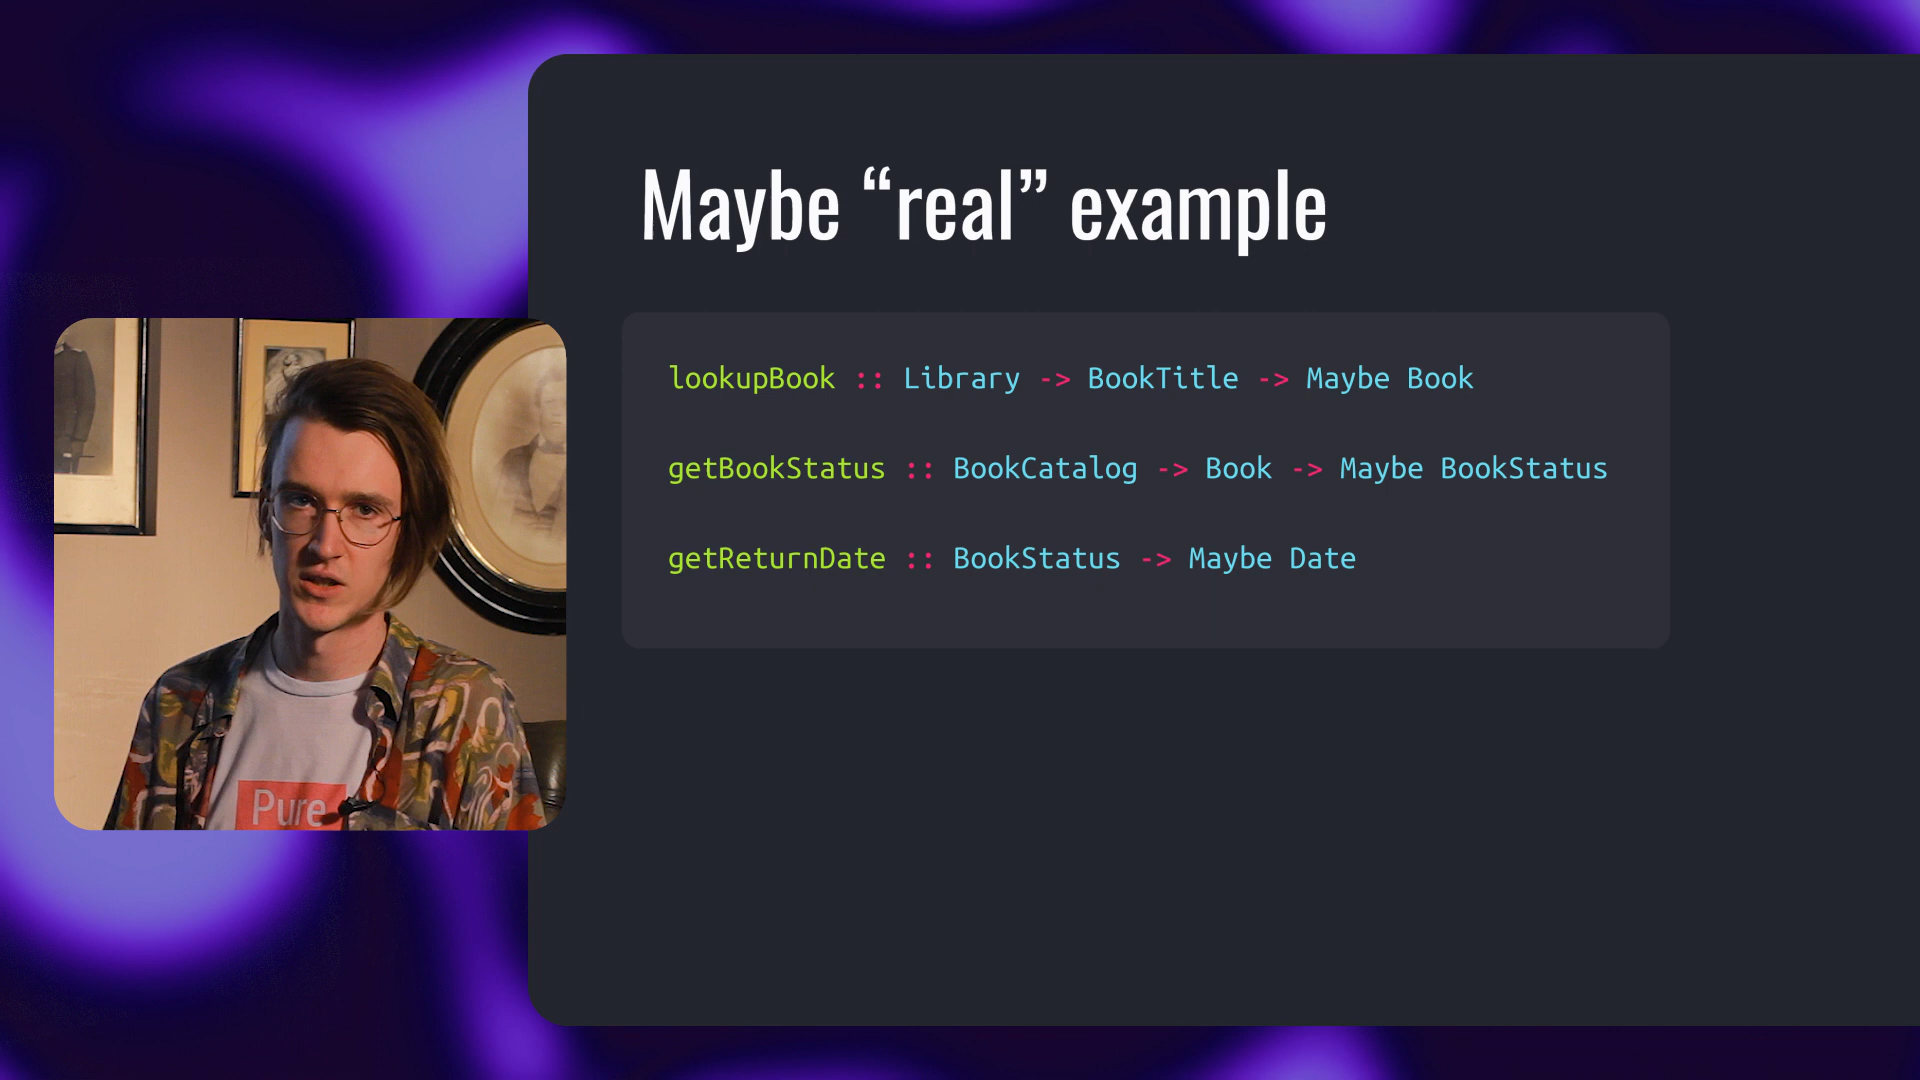 Maybe “real” example
lookupBook :: Library -> BookTitle -> Maybe Book
getBookStatus :: BookCatalog -> Book -> Maybe BookStatus
getReturnDate :: BookStatus -> Maybe Date
Pure